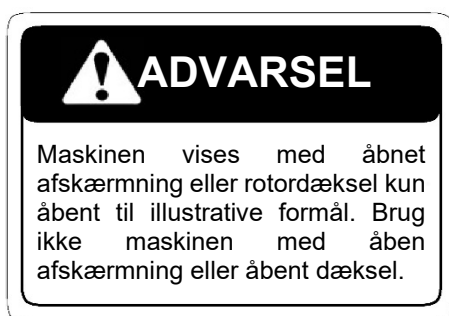 ADVARSEL
Maskinen vises med åbnet
afskærmning eller rotordæksel kun
åbent til illustrative formål. Brug
ikke maskinen med åben
afskærmning eller åbent dæksel.